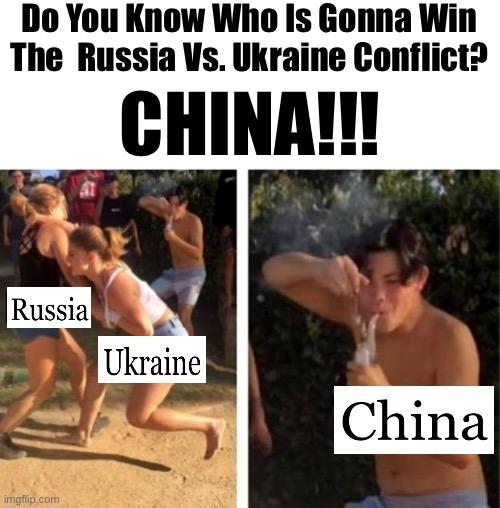 Do You Know Who Is Gonna Win
The Russia Vs. Ukraine Conflict?
CHINA!!!
Russia
Ukraine
China
imgflip.com